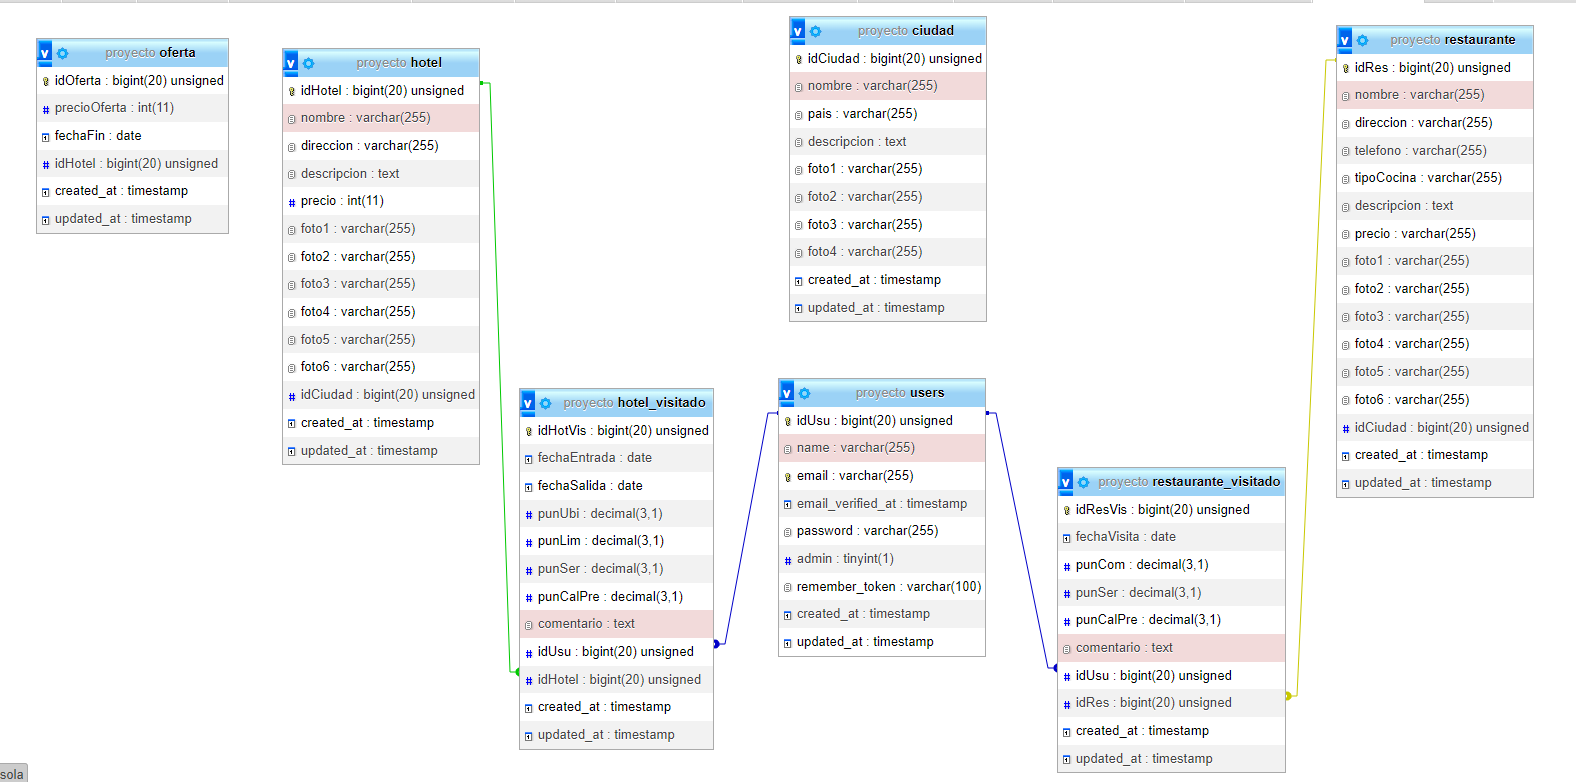 proyecto oferta
idOferta : bigint(20) unsigned
precioOferta : int(11)
fechaFin : date
idHotel : bigint(20) unsigned
created_at : timestamp
updated_at : timestamp
proyecto hotel
idHotel : bigint(20) unsigned
nombre : varchar(255)
direccion : varchar(255)
descripcion : text
precio : int(11)
foto1 : varchar(255)
foto2 : varchar(255)
foto3 : varchar(255)
foto4 : varchar(255)
foto5 : varchar(255)
foto6 : varchar(255)
idCiudad : bigint(20) unsigned
created_at : timestamp
updated_at : timestamp
proyecto hotel_visitado
idHotVis : bigint(20) unsigned
fechaEntrada : date
fechaSalida : date
punUbi : decimal(3,1)
punLim : decimal(3,1)
punSer : decimal(3,1)
punCalPre : decimal(3,1)
comentario : text
idUsu : bigint(20) unsigned
idHotel : bigint(20) unsigned
created_at : timestamp
updated_at : timestamp
proyecto ciudad
idCiudad : bigint(20) unsigned
nombre : varchar(255)
pais : varchar(255)
descripcion : text
foto1 : varchar(255)
foto2 : varchar(255)
foto3 : varchar(255)
foto4 : varchar(255)
created_at : timestamp
updated_at : timestamp
proyecto users
idUsu : bigint(20) unsigned
name : varchar(255)
email : varchar(255)
email_verified_at : timestamp
password : varchar(255)
admin : tinyint(1)
remember_token : varchar(100)
created_at : timestamp
updated_at : timestamp
proyecto restaurante_visitado
idResVis : bigint(20) unsigned
fechaVisita : date
punCom : decimal(3,1)
punSer : decimal(3,1)
punCalPre : decimal(3,1)
comentario : text
idUsu : bigint(20) unsigned
idRes : bigint(20) unsigned
created_at : timestamp
updated_at : timestamp
proyecto restaurante
idRes : bigint(20) unsigned
nombre : varchar(255)
direccion : varchar(255)
telefono : varchar(255)
tipoCocina : varchar(255)
descripcion : text
precio : varchar(255)
foto1 : varchar(255)
foto2 : varchar(255)
foto3 : varchar(255)
foto4 : varchar(255)
foto5 : varchar(255)
foto6 : varchar(255)
idCiudad : bigint(20) unsigned
created_at : timestamp
updated_at : timestamp
sola